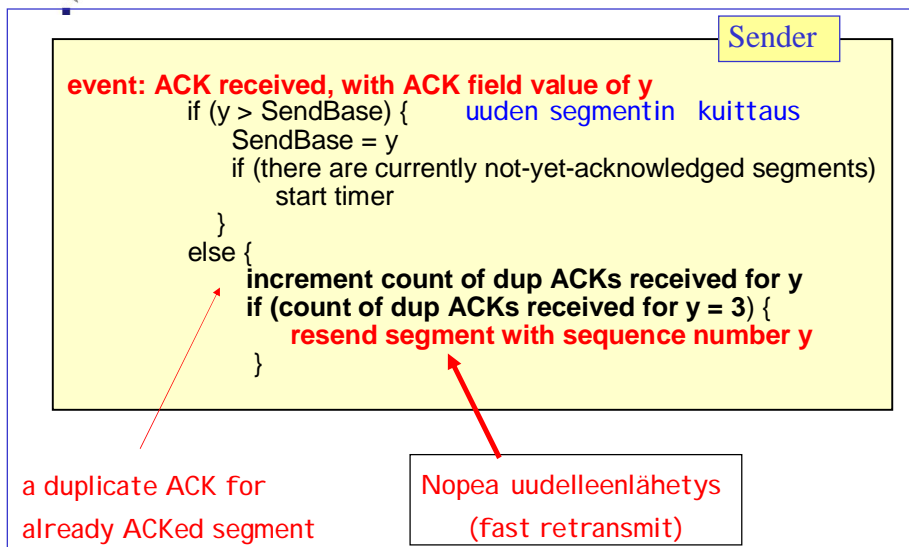 Sender
event: ACK received, with ACK field value of y
if (y > SendBase) { uuden segmentin kuittaus
SendBase = y
if (there are currently not-yet-acknowledged segments)
start timer
}
else {
increment count of dup ACKs received for y
if (count of dup ACKs received for y = 3) {
resend segment with sequence number y
}
a duplicate ACK for
already ACKed segment
Nopea uudelleenlähetys
(fast retransmit)